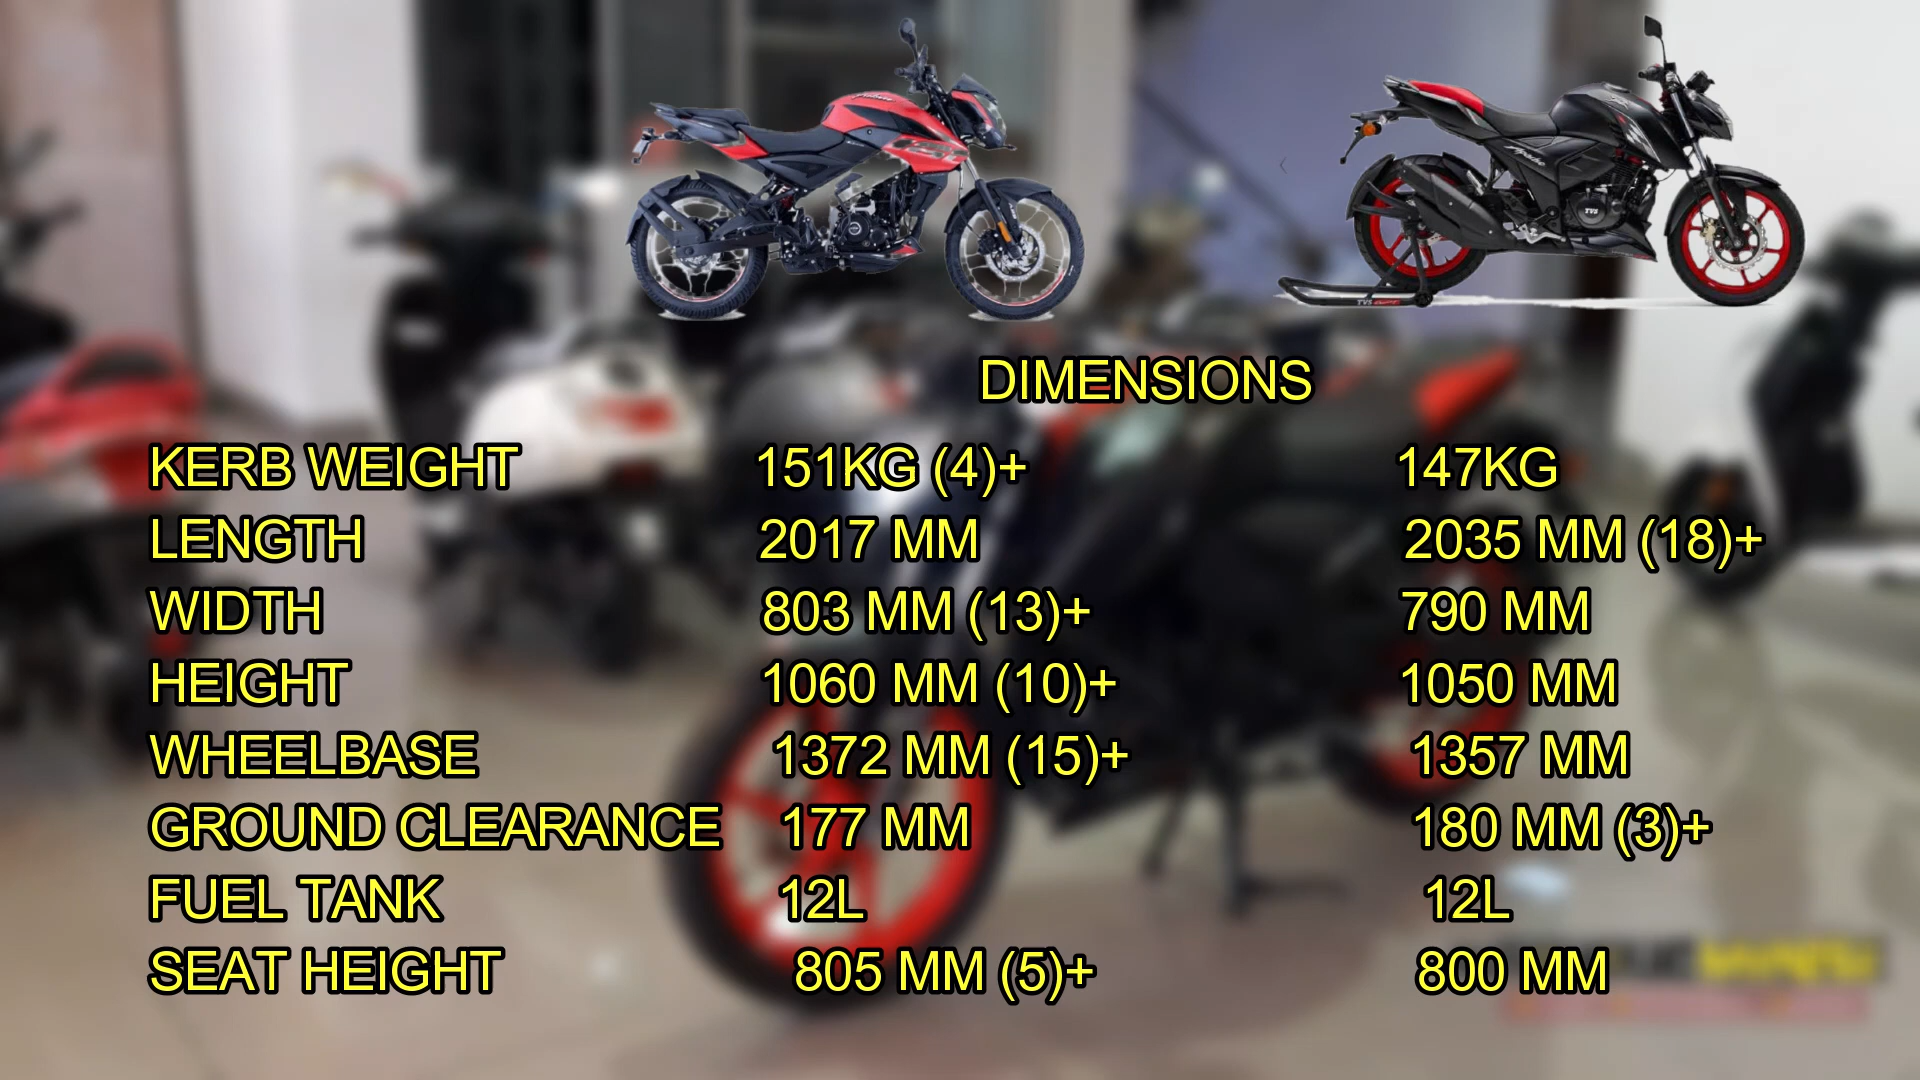 Apache
TVS
DIMENSIONS
KERB WEIGHT 151KG (4)+ 147KG
LENGTH 2017 MM 2035 MM (18)+
WIDTH 803 MM (13)+ 790 MM
HEIGHT 1060 MM (10)+ 1050 MM
WHEELBASE 1372 MM (15)+ 1357 MM
GROUND CLEARANCE 177 MM 180 MM (3)+
FUEL TANK 12L 12L
SEAT HEIGHT 805 MM (5)+ 800 MM